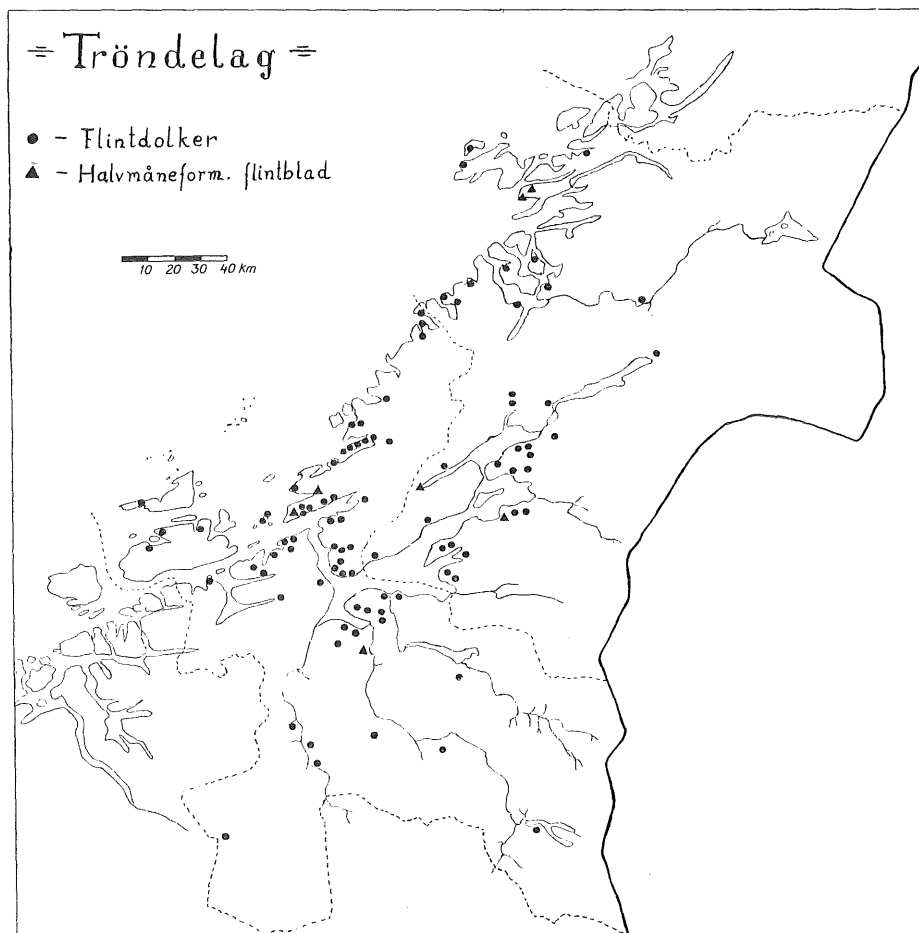 Tröndelag
● - Flintdolker
▲ - Halvmåneform. flintblad
10 20 30 40 km